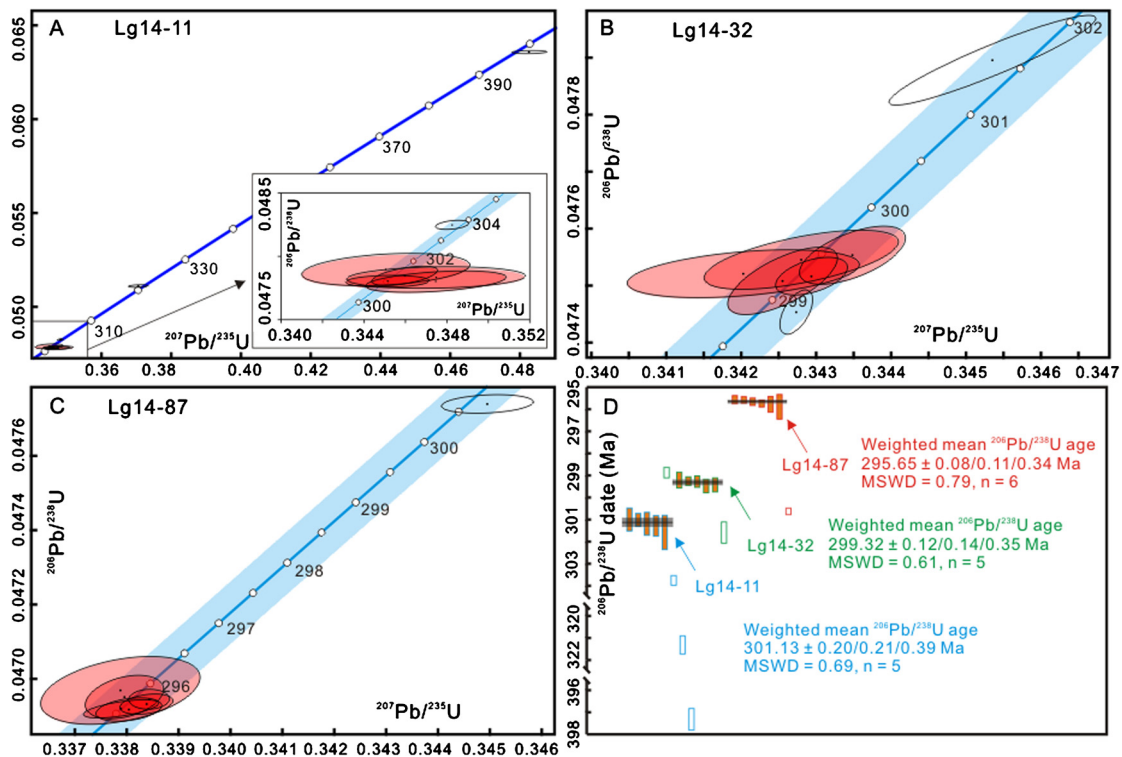 A
Lg14-11
0.065
0.060
0.055
0.050
390
370
330
310
0.36
0.38
0.40
0.42
0.44
0.46
0.48
²⁰⁷Pb/²³⁵U
0.0485
0.0475
²⁰⁶Pb/²³⁸U
304
302
300
²⁰⁷Pb/²³⁵U
0.340
0.344
0.348
0.352
B
Lg14-32
0.0478
0.0476
0.0474
²⁰⁶Pb/²³⁸U
302
301
300
299
²⁰⁷Pb/²³⁵U
0.340
0.341
0.342
0.343
0.344
0.345
0.346
0.347
C
Lg14-87
0.0476
0.0474
0.0472
0.0470
²⁰⁶Pb/²³⁸U
300
299
298
297
296
²⁰⁷Pb/²³⁵U
0.337
0.338
0.339
0.340
0.341
0.342
0.343
0.344
0.345
0.346
D
295
297
299
301
303
320
322
396
398
²⁰⁶Pb/²³⁸U date (Ma)
Lg14-87
Weighted mean ²⁰⁶Pb/²³⁸U age
295.65 ± 0.08/0.11/0.34 Ma
MSWD = 0.79, n = 6
Lg14-32
Weighted mean ²⁰⁶Pb/²³⁸U age
299.32 ± 0.12/0.14/0.35 Ma
MSWD = 0.61, n = 5
Lg14-11
Weighted mean ²⁰⁶Pb/²³⁸U age
301.13 ± 0.20/0.21/0.39 Ma
MSWD = 0.69, n = 5